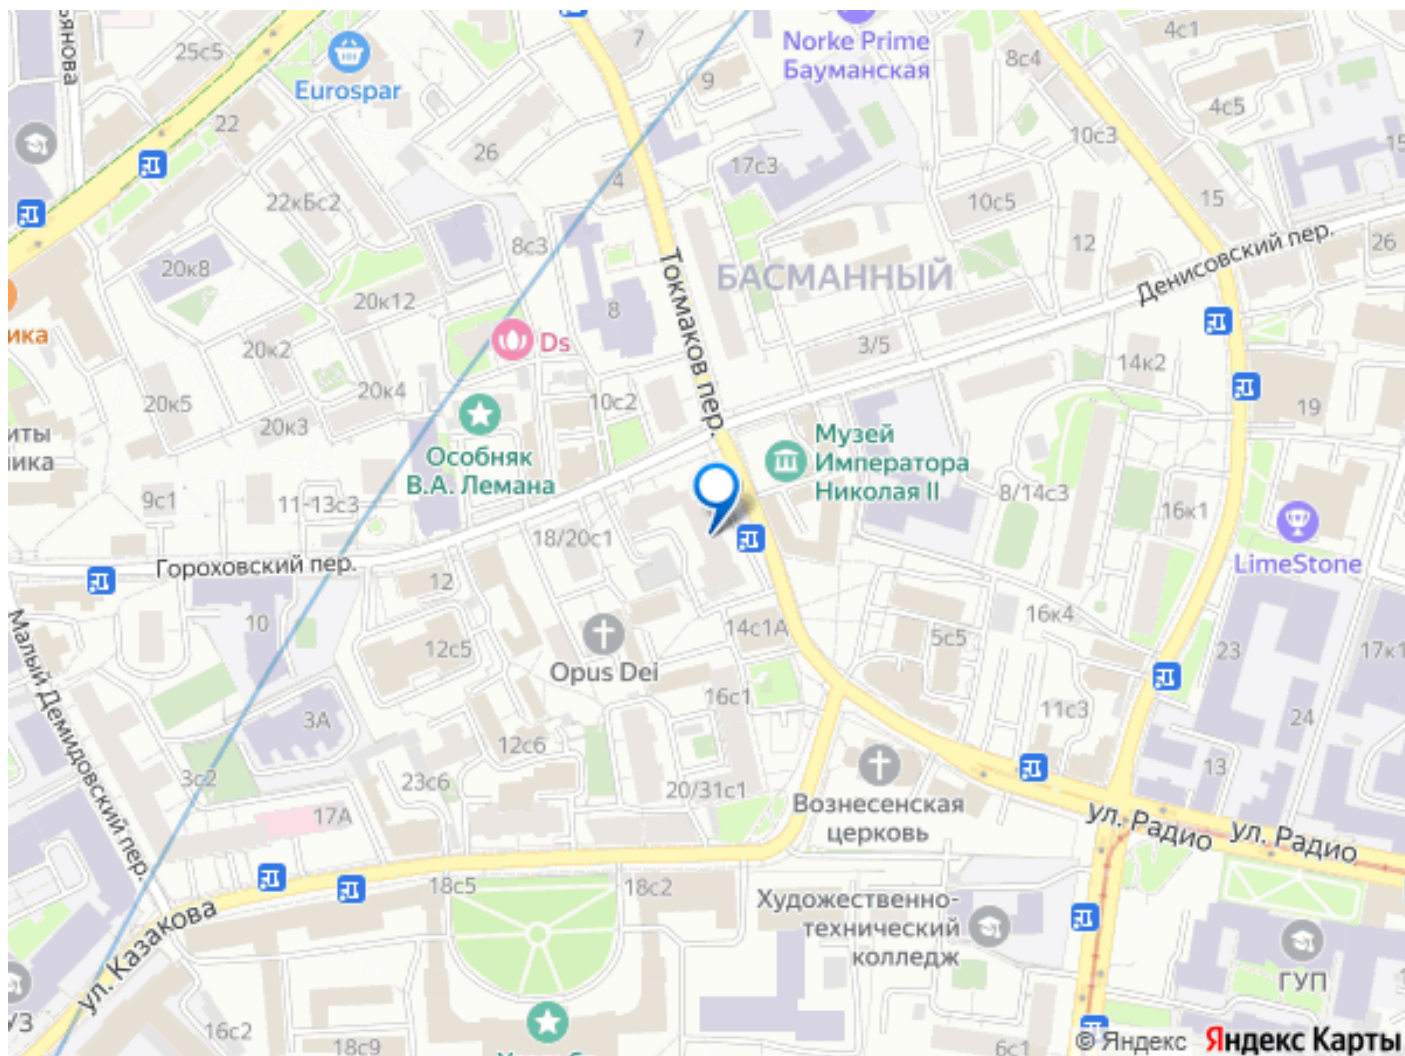 7
4с1
Norke Prime
Бауманская
25с5
8с4
Eurospar
9
4с5
22
10с3
15
26
17с3
4
15
22кБс2
10с5
8с3
12
26
Денисовский пер.
20к8
БАСМАННЫЙ
Токмаков пер.
20к12
8
ика
Ds
3/5
20к2
14к2
20к4
10с2
20к5
19
20к3
Музей
Императора
Николая II
Особняк
В.А. Лемана
9с1
11-13с3
8/14с3
16к1
18/20с1
Гороховский пер.
LimeStone
12
10
16к4
14с1А
5с5
Малый Демидовский пер.
12с5
23
17к1
Opus Dei
16с1
11с3
3А
24
12с6
13
3с2
23с6
20/31с1
Вознесенская
церковь
17А
ул. Радио
ул. Радио
18с5
18с2
ул. Казакова
Художественно-
технический
колледж
ГУП
УЗ
16с2
18с9
6с1
© Яндекс
Яндекс Карты